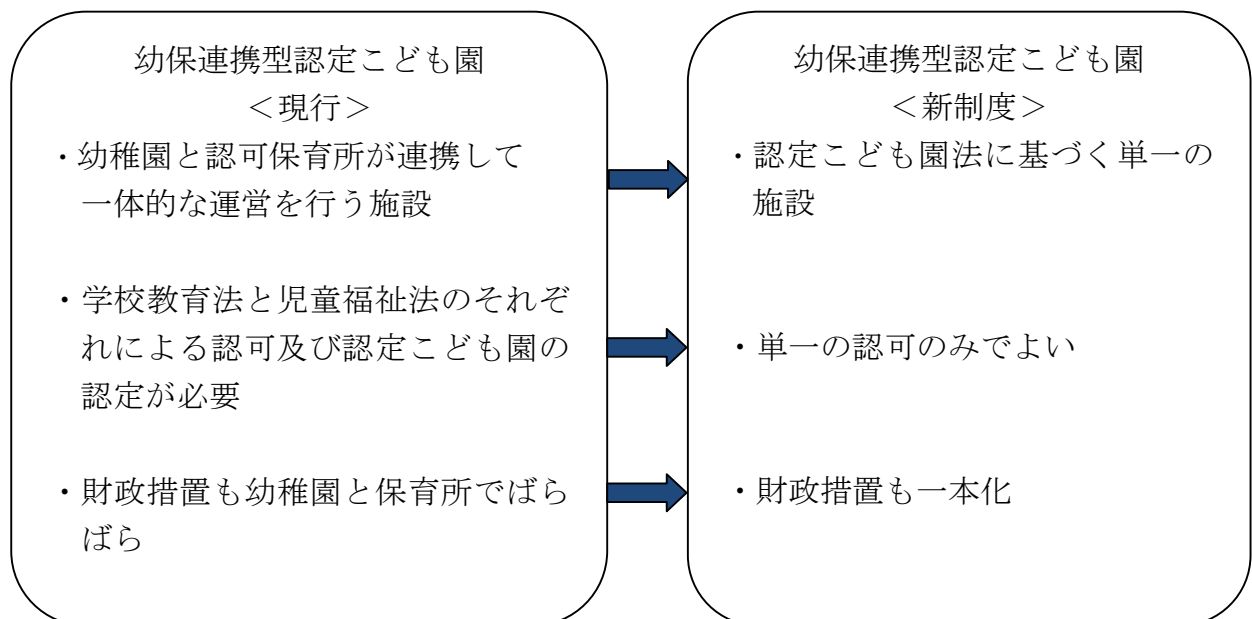 幼保連携型認定こども園
＜現行＞
・幼稚園と認可保育所が連携して
一体的な運営を行う施設
・学校教育法と児童福祉法のそれぞ
れによる認可及び認定こども園の
認定が必要
・財政措置も幼稚園と保育所でばら
ばら
幼保連携型認定こども園
＜新制度＞
・認定こども園法に基づく単一の
施設
・単一の認可のみでよい
・財政措置も一本化